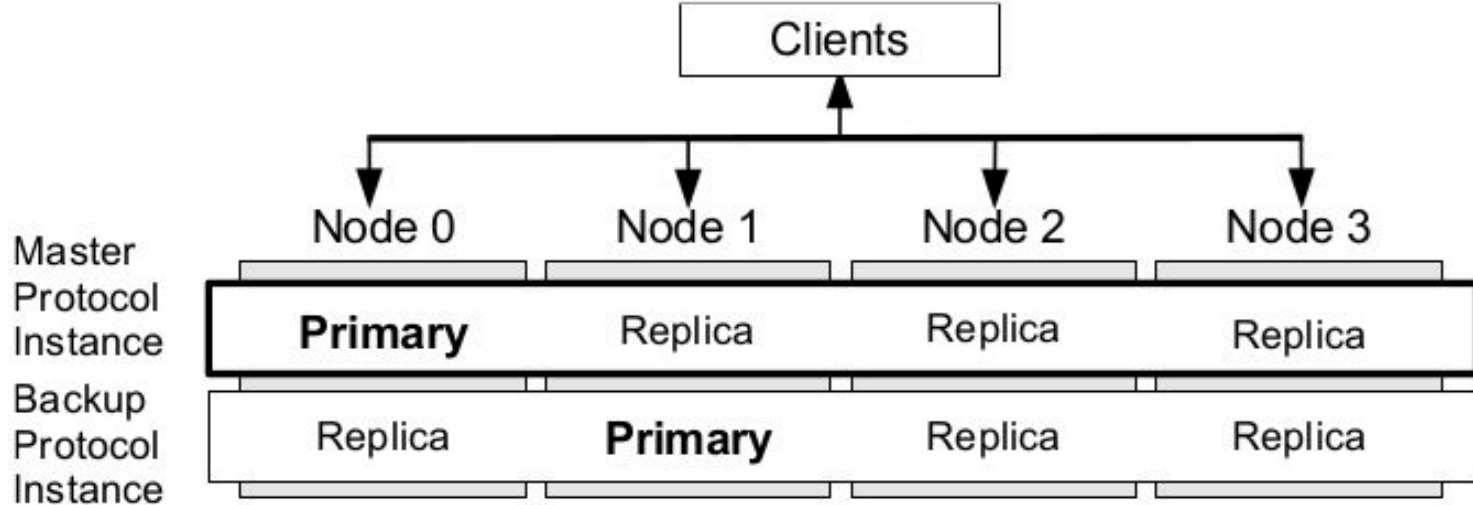 Clients
Node 0 Node 1 Node 2 Node 3
Master
Protocol
Instance
Primary Replica Replica Replica
Backup
Protocol
Instance
Replica Primary Replica Replica